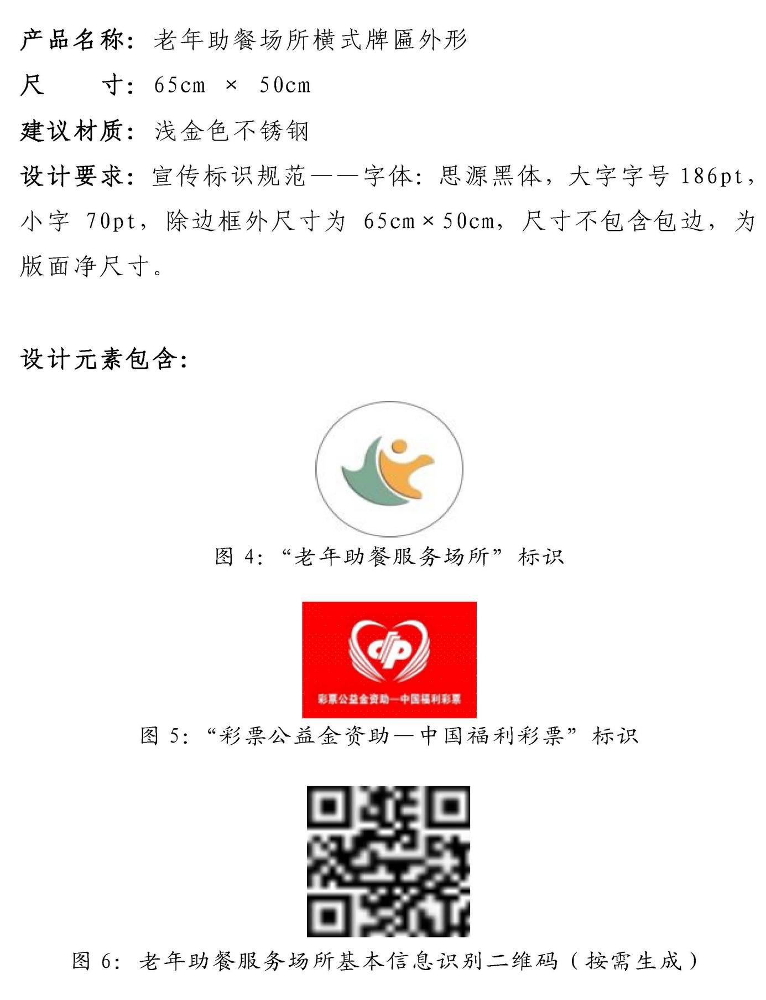 产品名称：老年助餐场所横式牌匾外形
尺　　寸：65cm × 50cm
建议材质：浅金色不锈钢
设计要求：宣传标识规范——字体：思源黑体，大字字号186pt，
小字 70pt，除边框外尺寸为 65cm×50cm，尺寸不包含包边，为
版面净尺寸。
设计元素包含：
图 4：“老年助餐服务场所”标识
cp
彩票公益金资助—中国福利彩票
图 5：“彩票公益金资助—中国福利彩票”标识
图 6：老年助餐服务场所基本信息识别二维码（按需生成）